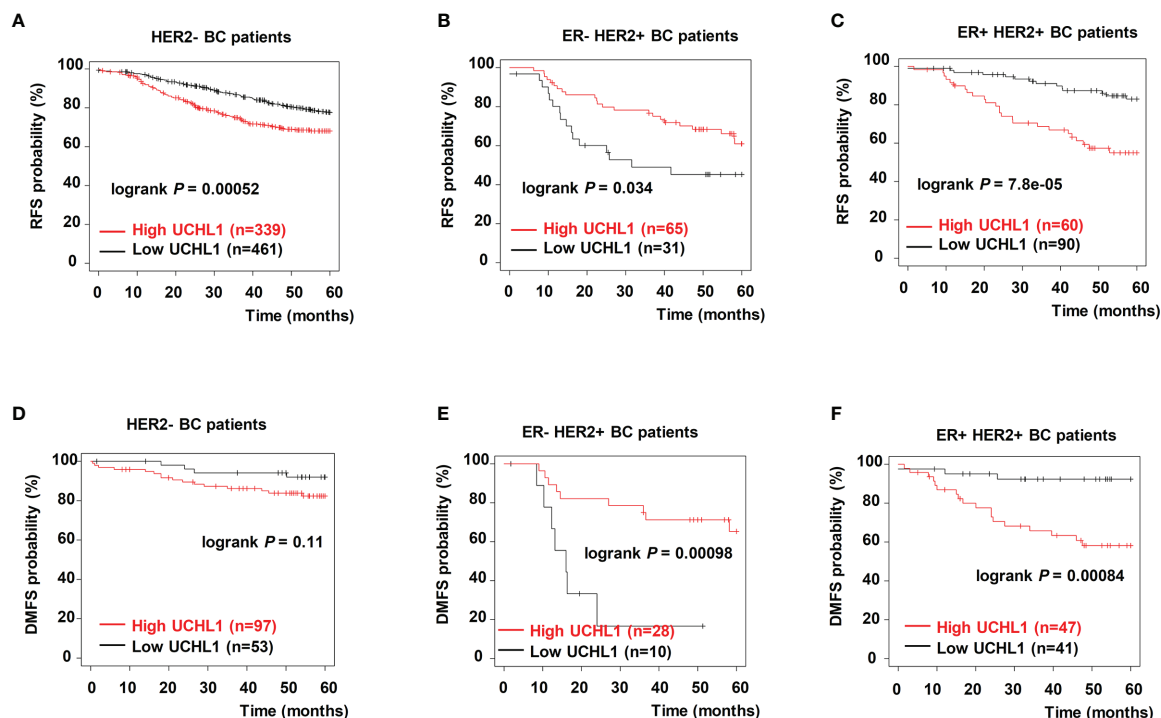 A
HER2- BC patients
RFS probability (%)
100
80
60
40
20
0
logrank P = 0.00052
High UCHL1 (n=339)
Low UCHL1 (n=461)
0 10 20 30 40 50 60
Time (months)
B
ER- HER2+ BC patients
RFS probability (%)
100
80
60
40
20
0
logrank P = 0.034
High UCHL1 (n=65)
Low UCHL1 (n=31)
0 10 20 30 40 50 60
Time (months)
C
ER+ HER2+ BC patients
RFS probability (%)
100
80
60
40
20
0
logrank P = 7.8e-05
High UCHL1 (n=60)
Low UCHL1 (n=90)
0 10 20 30 40 50 60
Time (months)
D
HER2- BC patients
DMFS probability (%)
100
80
60
40
20
0
logrank P = 0.11
High UCHL1 (n=97)
Low UCHL1 (n=53)
0 10 20 30 40 50 60
Time (months)
E
ER- HER2+ BC patients
DMFS probability (%)
100
80
60
40
20
0
logrank P = 0.00098
High UCHL1 (n=28)
Low UCHL1 (n=10)
0 10 20 30 40 50 60
Time (months)
F
ER+ HER2+ BC patients
DMFS probability (%)
100
80
60
40
20
0
logrank P = 0.00084
High UCHL1 (n=47)
Low UCHL1 (n=41)
0 10 20 30 40 50 60
Time (months)